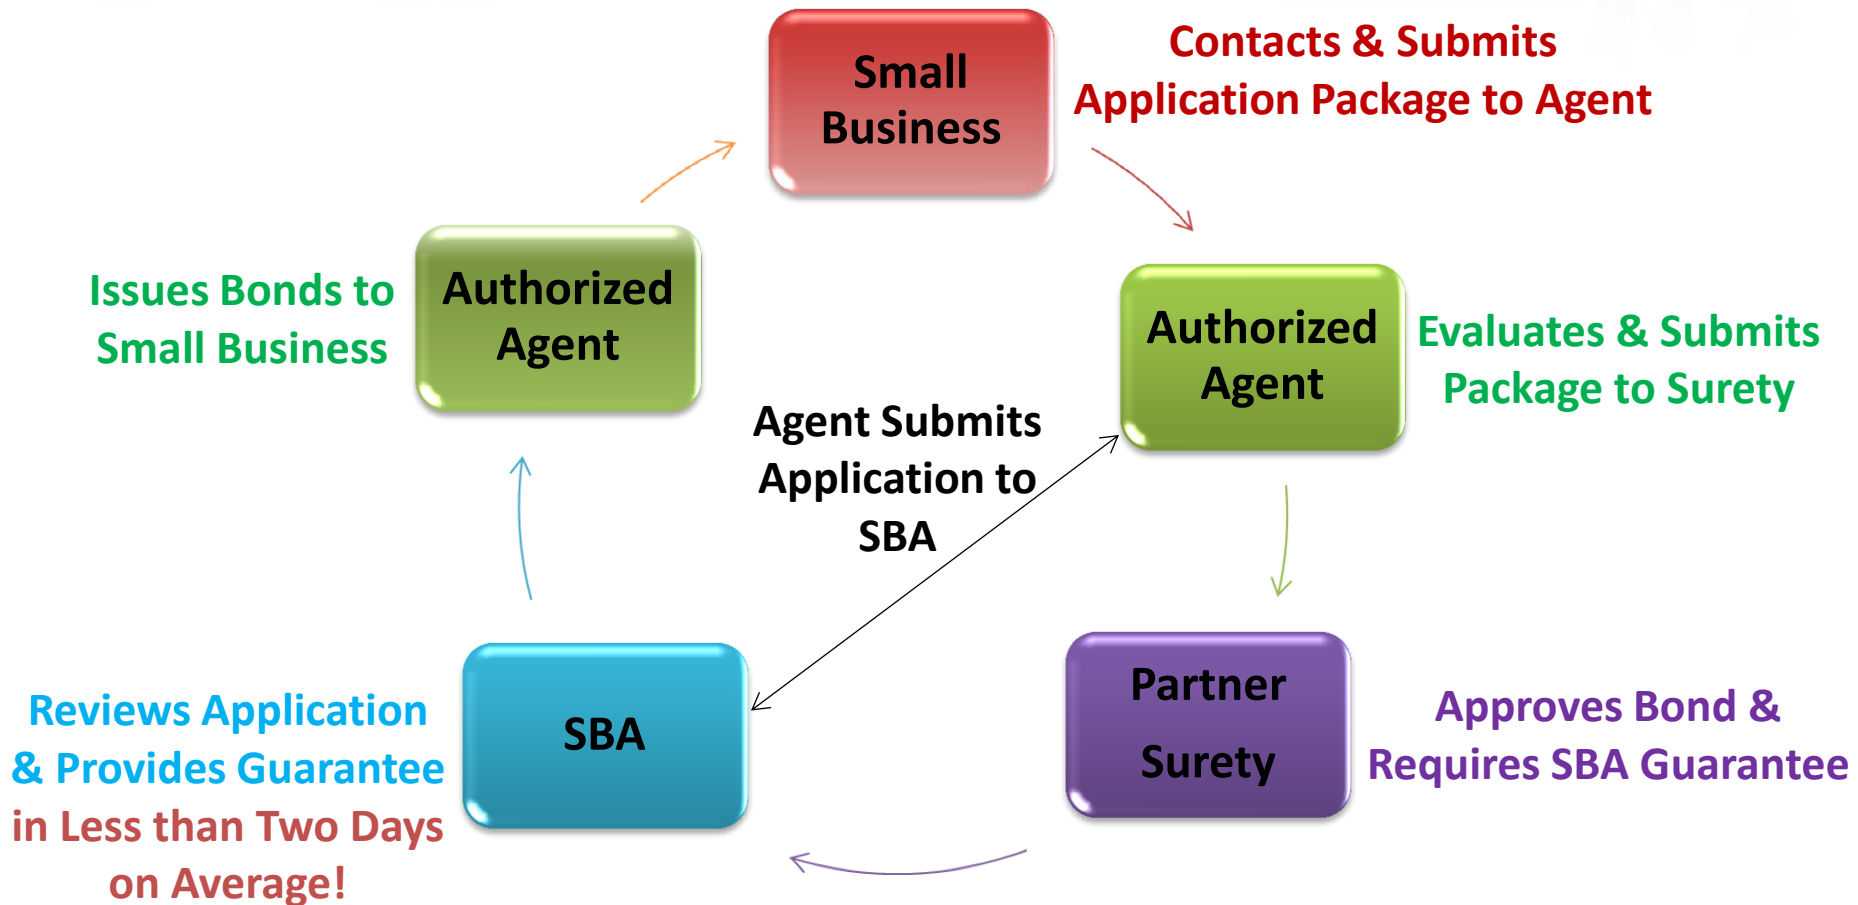 Small
Business
Contacts & Submits
Application Package to Agent
Authorized
Agent
Evaluates & Submits
Package to Surety
Partner
Surety
Approves Bond &
Requires SBA Guarantee
SBA
Reviews Application
& Provides Guarantee
in Less than Two Days
on Average!
Authorized
Agent
Issues Bonds to
Small Business
Agent Submits
Application to
SBA